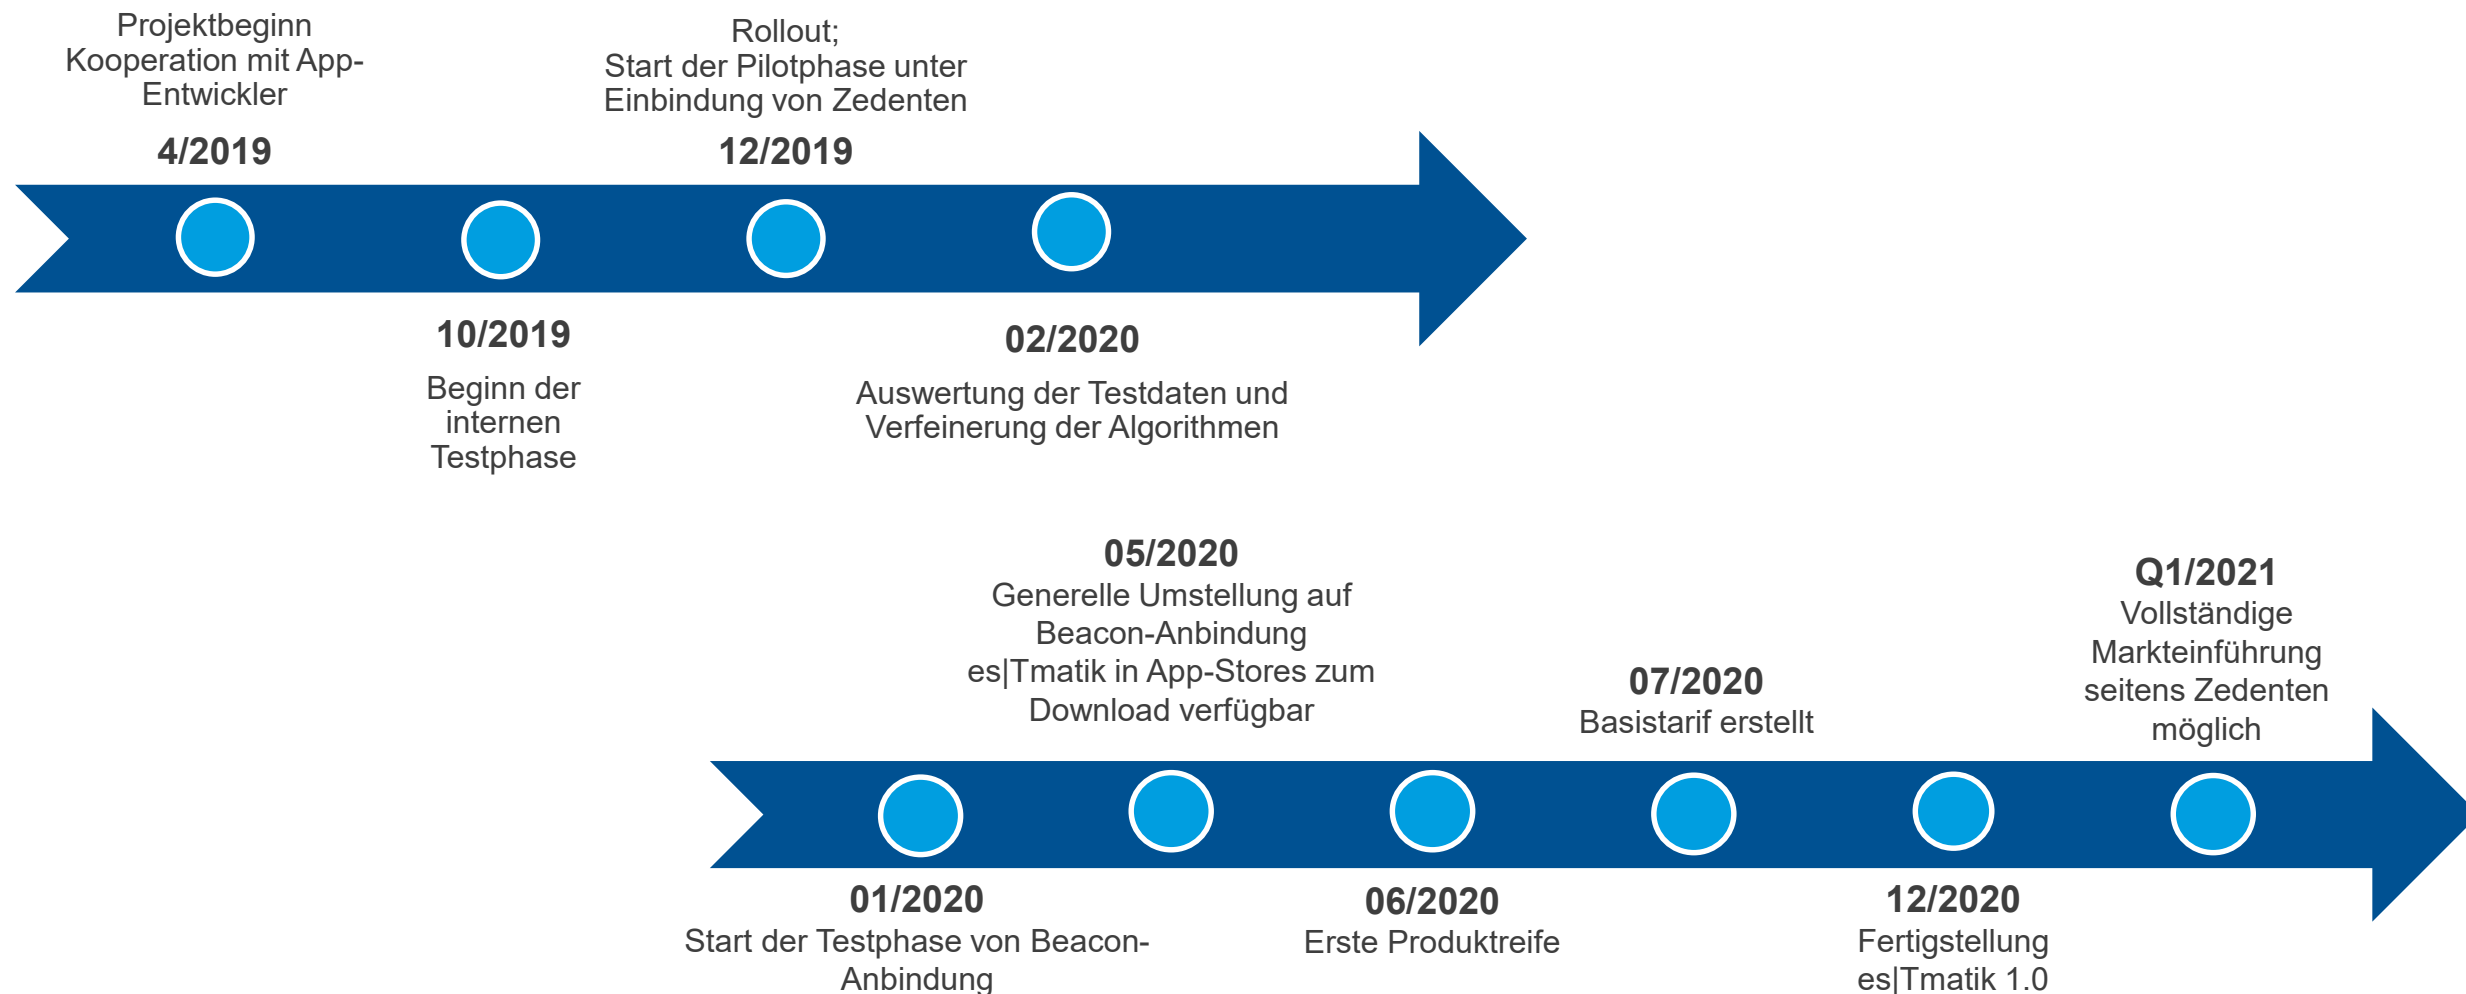 Projektbeginn
Kooperation mit App-
Entwickler
4/2019
Rollout;
Start der Pilotphase unter
Einbindung von Zedenten
12/2019
10/2019
Beginn der
internen
Testphase
02/2020
Auswertung der Testdaten und
Verfeinerung der Algorithmen
05/2020
Generelle Umstellung auf
Beacon-Anbindung
es|Tmatik in App-Stores zum
Download verfügbar
07/2020
Basistarif erstellt
Q1/2021
Vollständige
Markteinführung
seitens Zedenten
möglich
01/2020
Start der Testphase von Beacon-
Anbindung
06/2020
Erste Produktreife
12/2020
Fertigstellung
es|Tmatik 1.0